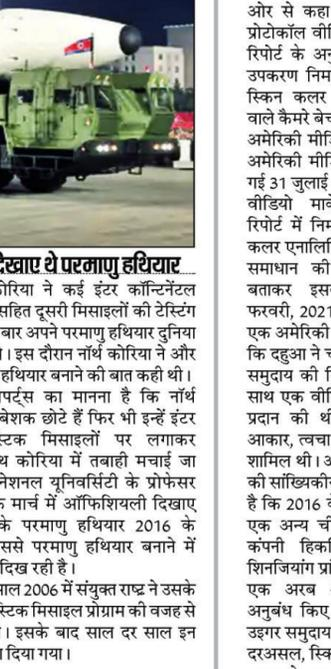 दिखाए थे परमाणु हथियार
कोरिया ने कई इंटर कॉन्टिनेंटल
सहित दूसरी मिसाइलों की टेस्टिंग
बार अपने परमाणु हथियार दुनिया
। इस दौरान नॉर्थ कोरिया ने और
हथियार बनाने की बात कही थी।
पर्ट्स का मानना है कि नॉर्थ
बेशक छोटे हैं फिर भी इन्हें इंटर
स्टिक मिसाइलों पर लगाकर
थ कोरिया में तबाही मचाई जा
नेशनल यूनिवर्सिटी के प्रोफेसर
मार्च में ऑफिशियली दिखाए
के परमाणु हथियार 2016 के
ससे परमाणु हथियार बनाने में
दिख रही है।
साल 2006 में संयुक्त राष्ट्र ने उसके
स्टिक मिसाइल प्रोग्राम की वजह से
। इसके बाद साल दर साल इन
दिया गया।
ओर से कहा
प्रोटोकॉल वी
रिपोर्ट के अनु
उपकरण निर्मा
स्किन कलर
वाले कैमरे बेच
अमेरिकी मीडि
अमेरिकी मीडि
गई 31 जुलाई
वीडियो मार्के
रिपोर्ट में निम
कलर एनालि
समाधान की
बताकर इस
फरवरी, 2021
एक अमेरिकी
कि दहुआ ने च
समुदाय की
साथ एक वी
प्रदान की थ
आकार, त्वचा
शामिल थी। अ
की सांख्यिकी
है कि 2016 के
एक अन्य ची
कंपनी हिक
शिनजियांग प्रां
एक अरब
अनुबंध किए
उइगर समुदाय
दरअसल, स्कि